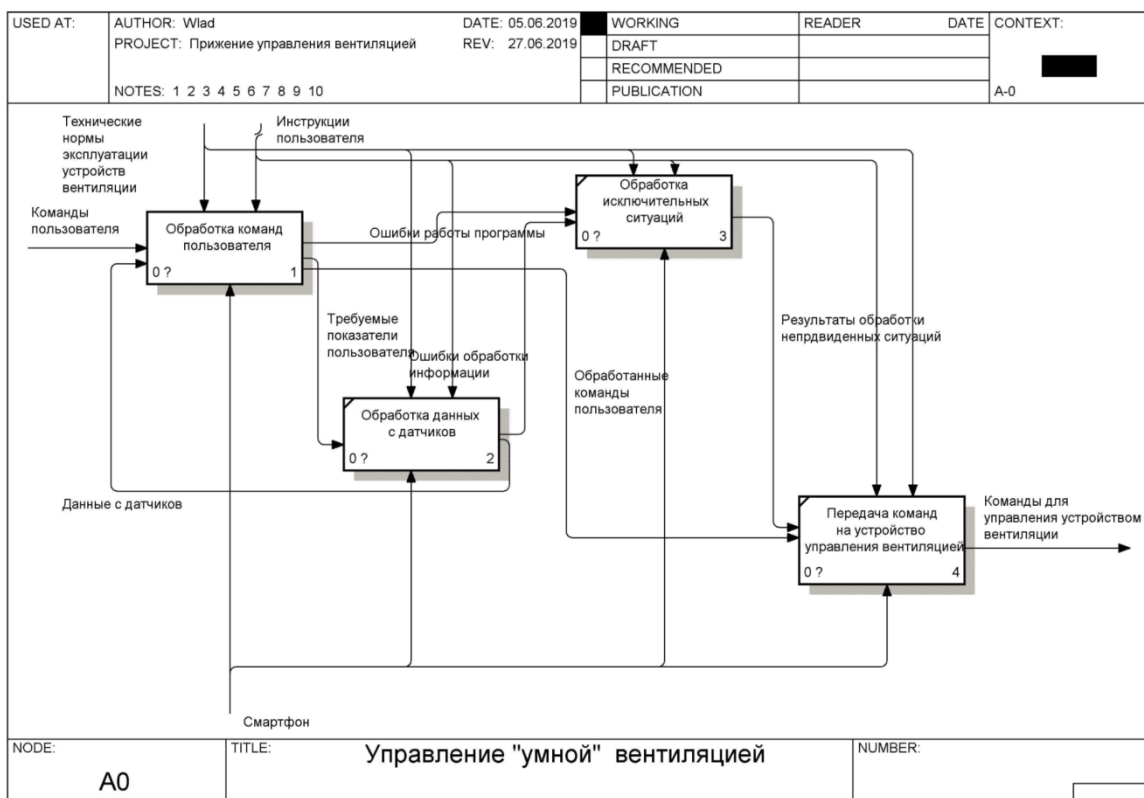 USED AT:
AUTHOR: Wlad
DATE: 05.06.2019
PROJECT: Прижение управления вентиляцией
REV: 27.06.2019
NOTES: 1 2 3 4 5 6 7 8 9 10
WORKING
DRAFT
RECOMMENDED
PUBLICATION
READER
DATE
CONTEXT:
A-0
Технические
нормы
эксплуатации
устройств
вентиляции
Инструкции
пользователя
Команды
пользователя
Обработка команд
пользователя
0 ?
1
Ошибки работы программы
Обработка
исключительных
ситуаций
0 ?
3
Требуемые
показатели
пользователя
Ошибки обработки
информации
Обработанные
команды
пользователя
Результаты обработки
непрдвиденных ситуаций
Обработка данных
с датчиков
0 ?
2
Данные с датчиков
Передача команд
на устройство
управления вентиляцией
0 ?
4
Команды для
управления устройством
вентиляции
Смартфон
NODE:
A0
TITLE:
Управление "умной" вентиляцией
NUMBER: